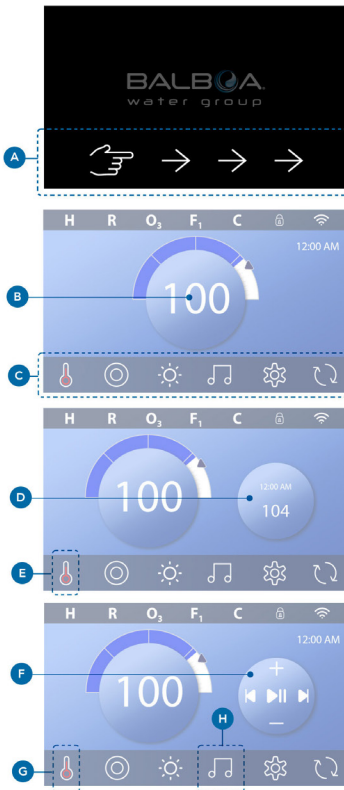 BALBOA
water group
A
H R O₃ F₁ C
12:00 AM
B
100
C
H R O₃ F₁ C
D
100
12:00 AM
104
E
H R O₃ F₁ C
12:00 AM
F
100
H
G